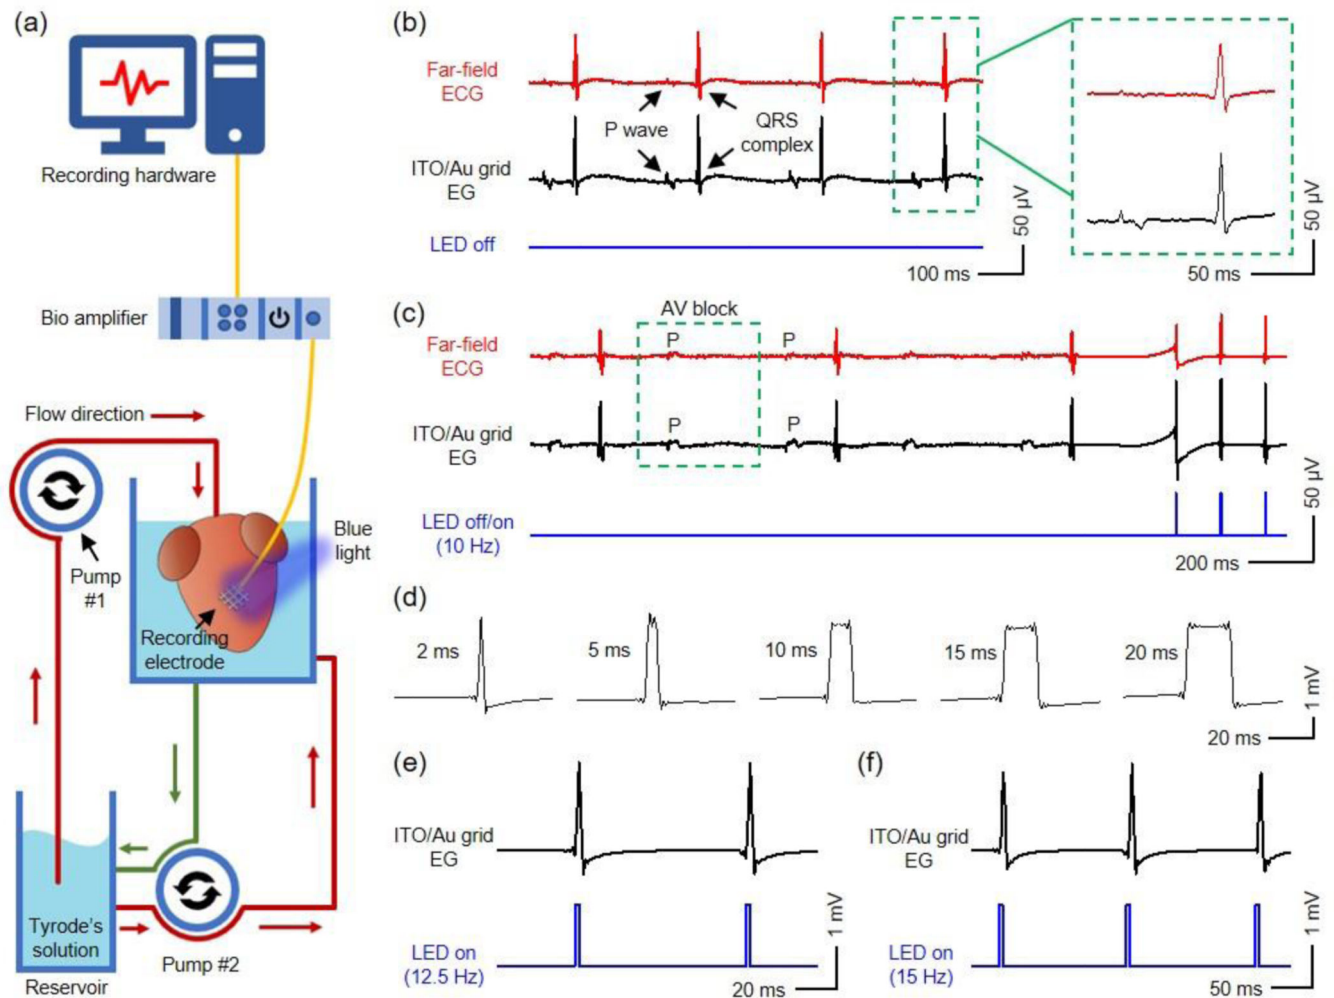 (a)
Recording hardware
Bio amplifier
Flow direction
Pump
#1
Blue
light
Recording
electrode
Tyrode's
solution
Reservoir
Pump #2
(b)
Far-field
ECG
P wave
QRS
complex
ITO/Au grid
EG
LED off
100 ms
50 µV
50 ms
50 µV
(c)
AV block
Far-field
ECG
P
P
ITO/Au grid
EG
P
P
LED off/on
(10 Hz)
200 ms
50 µV
(d)
2 ms
5 ms
10 ms
15 ms
20 ms
20 ms
1 mV
(e)
ITO/Au grid
EG
LED on
(12.5 Hz)
20 ms
1 mV
(f)
ITO/Au grid
EG
LED on
(15 Hz)
50 ms
1 mV